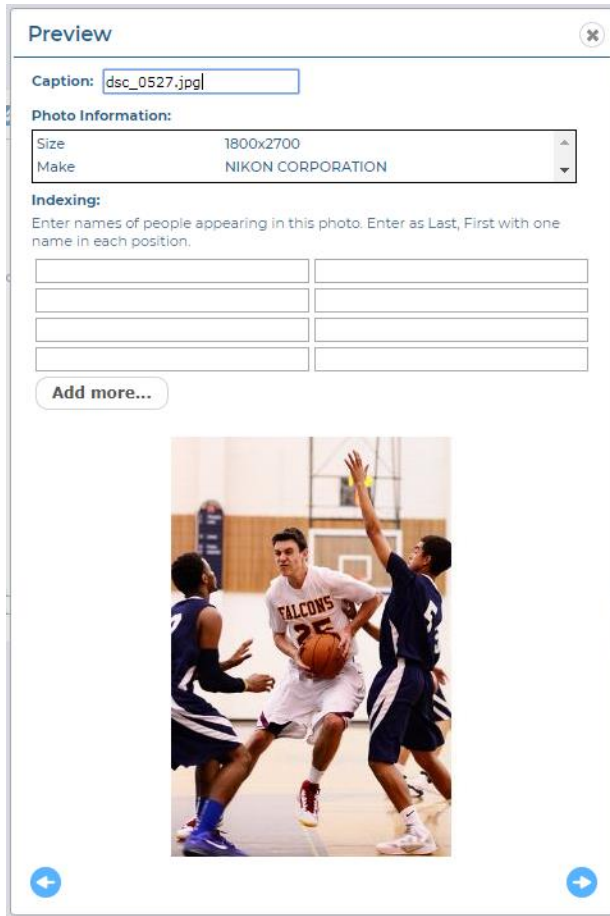 Preview
Caption: dsc_0527.jpg
Photo Information:
Size 1800x2700
Make NIKON CORPORATION
Indexing:
Enter names of people appearing in this photo. Enter as Last, First with one
name in each position.
Add more...
FALCONS
25